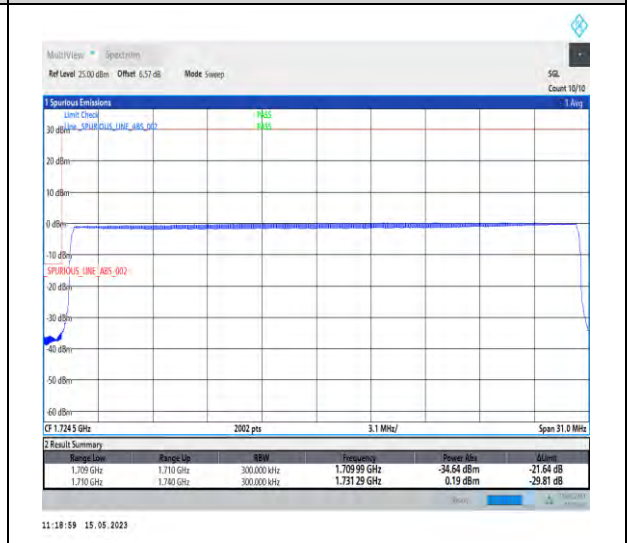 MultiView Spectrum
Ref Level 25.00 dBm Offset 6.57 dB Mode Sweep SGL
Count 10/10
1 Spurious Emissions 1 Avg
Limit Check PASS
Line _SPURIOUS_LINE_ABS_002 PASS
30 dBm
20 dBm
10 dBm
0 dBm
-10 dBm
_SPURIOUS_LINE_ABS_002
-20 dBm
-30 dBm
-40 dBm
-50 dBm
-60 dBm
CF 1.724 5 GHz 2002 pts 3.1 MHz/ Span 31.0 MHz
2 Result Summary
Range Low Range Up RBW Frequency Power Abs ΔLimit
1.709 GHz 1.710 GHz 300.000 kHz 1.709 99 GHz -34.64 dBm -21.64 dB
1.710 GHz 1.740 GHz 300.000 kHz 1.731 29 GHz 0.19 dBm -29.81 dB
11:18:59 15.05.2023